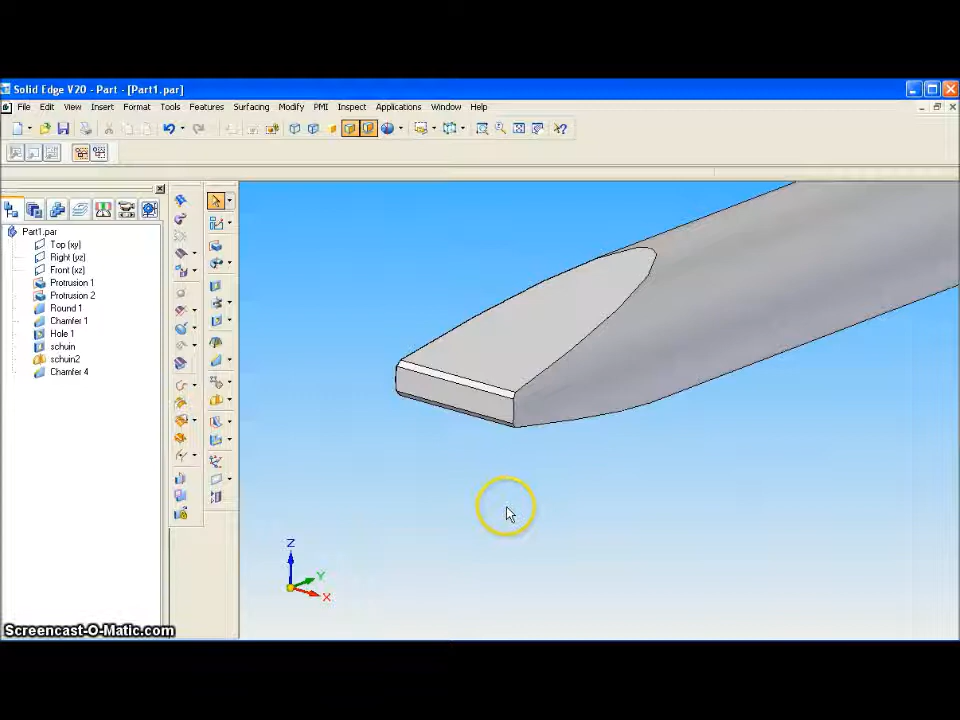 Solid Edge V20 - Part - [Part1.par]
File Edit View Insert Format Tools Features Surfacing Modify PMI Inspect Applications Window Help
Part1.par
Top (xy)
Right (yz)
Front (xz)
Protrusion 1
Protrusion 2
Round 1
Chamfer 1
Hole 1
schuin
schuin2
Chamfer 4
Z
Y
X
Screencast-O-Matic.com